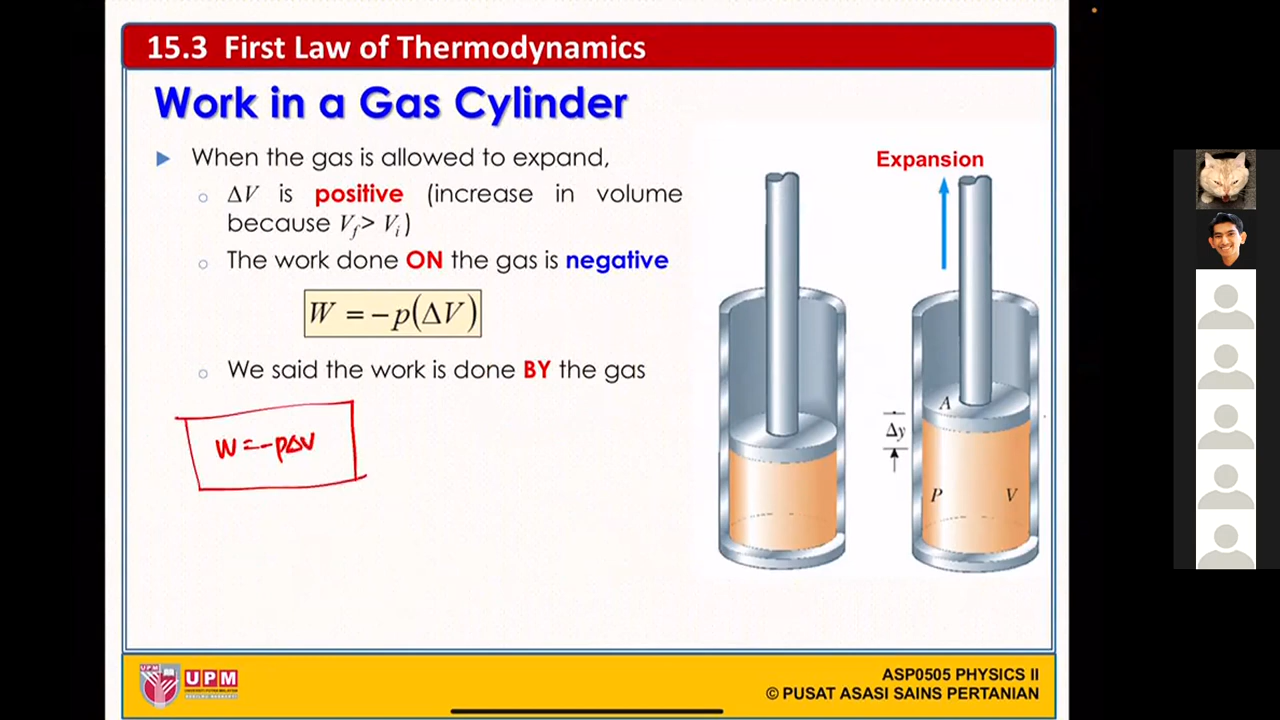 15.3 First Law of Thermodynamics
Work in a Gas Cylinder
When the gas is allowed to expand,
ΔV is positive (increase in volume
because Vf > Vi)
The work done ON the gas is negative
W = −p(ΔV)
We said the work is done BY the gas
W = −pΔV
Expansion
A
Δy
P V
UPM
UPM
ASP0505 PHYSICS II
© PUSAT ASASI SAINS PERTANIAN